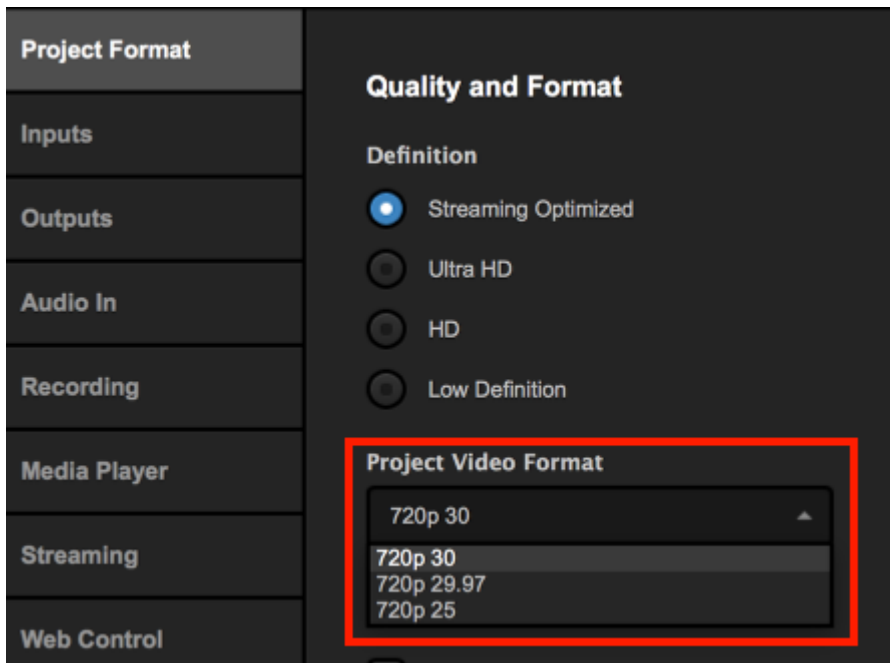 Project Format
Inputs
Outputs
Audio In
Recording
Media Player
Streaming
Web Control
Quality and Format
Definition
Streaming Optimized
Ultra HD
HD
Low Definition
Project Video Format
720p 30
720p 30
720p 29.97
720p 25